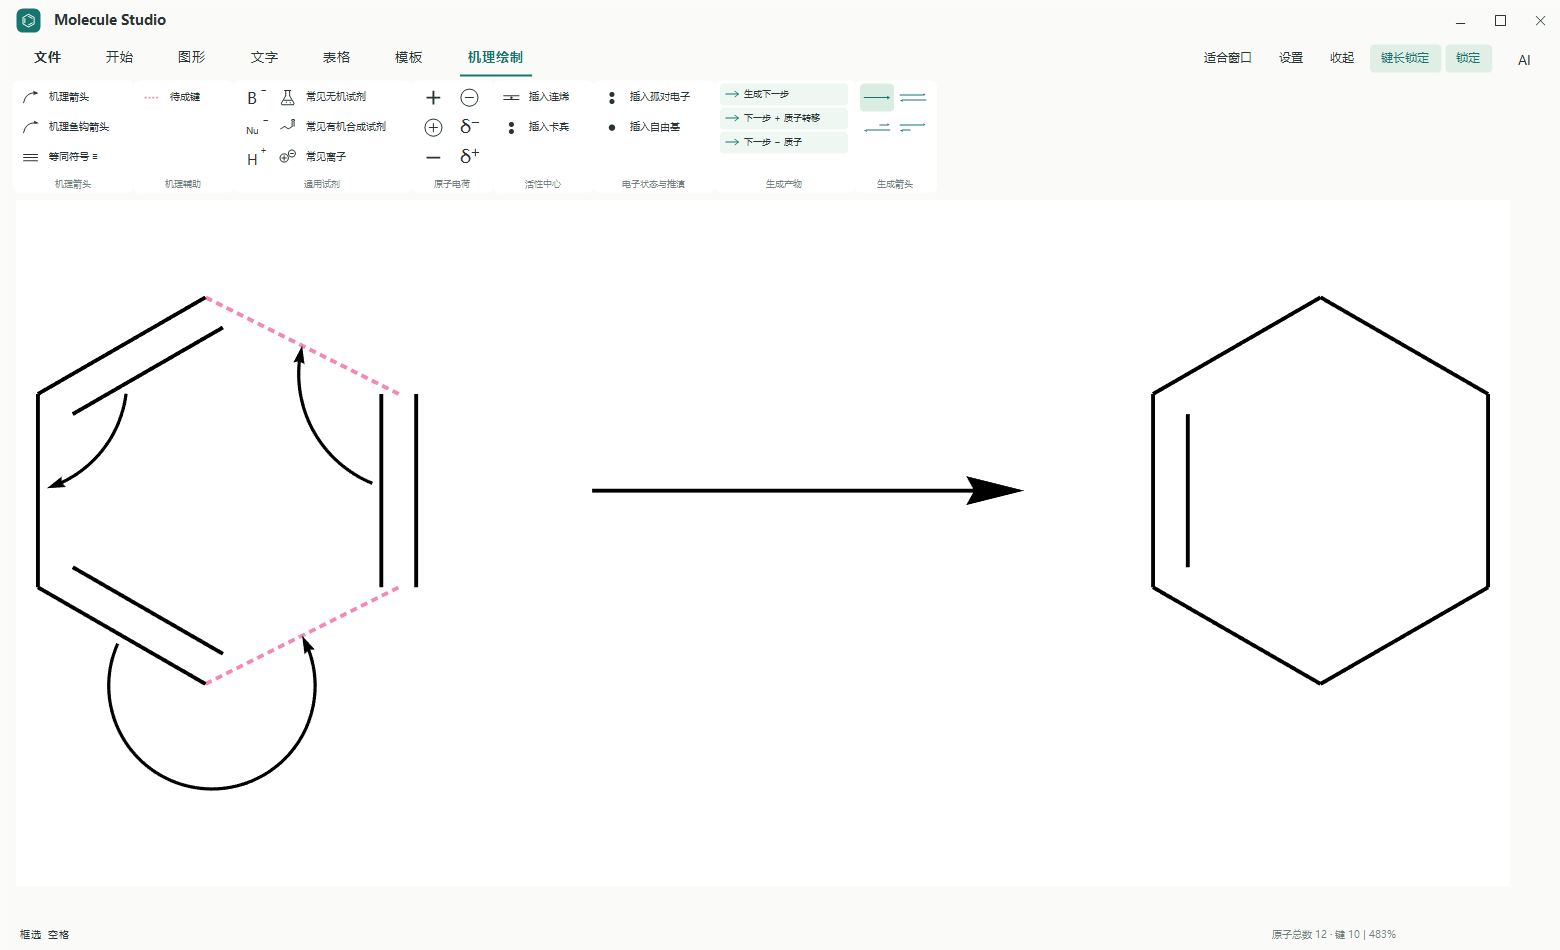 Molecule Studio
文件 开始 图形 文字 表格 模板 机理绘制 适合窗口 设置 收起 键长锁定 锁定 AI
机理箭头 待成键 B⁻ 常见无机试剂 + ⊖ 插入连烯 插入孤对电子 生成下一步
机理鱼钩箭头 Nu⁻ 常见有机合成试剂 ⊕ δ⁻ 插入卡宾 插入自由基 下一步 + 质子转移
等同符号 ≡ H⁺ 常见离子 − δ⁺ 下一步 − 质子
机理箭头 机理辅助 通用试剂 原子电荷 活性中心 电子状态与推演 生成产物 生成箭头
框选 空格 原子总数 12 · 键 10 | 483%